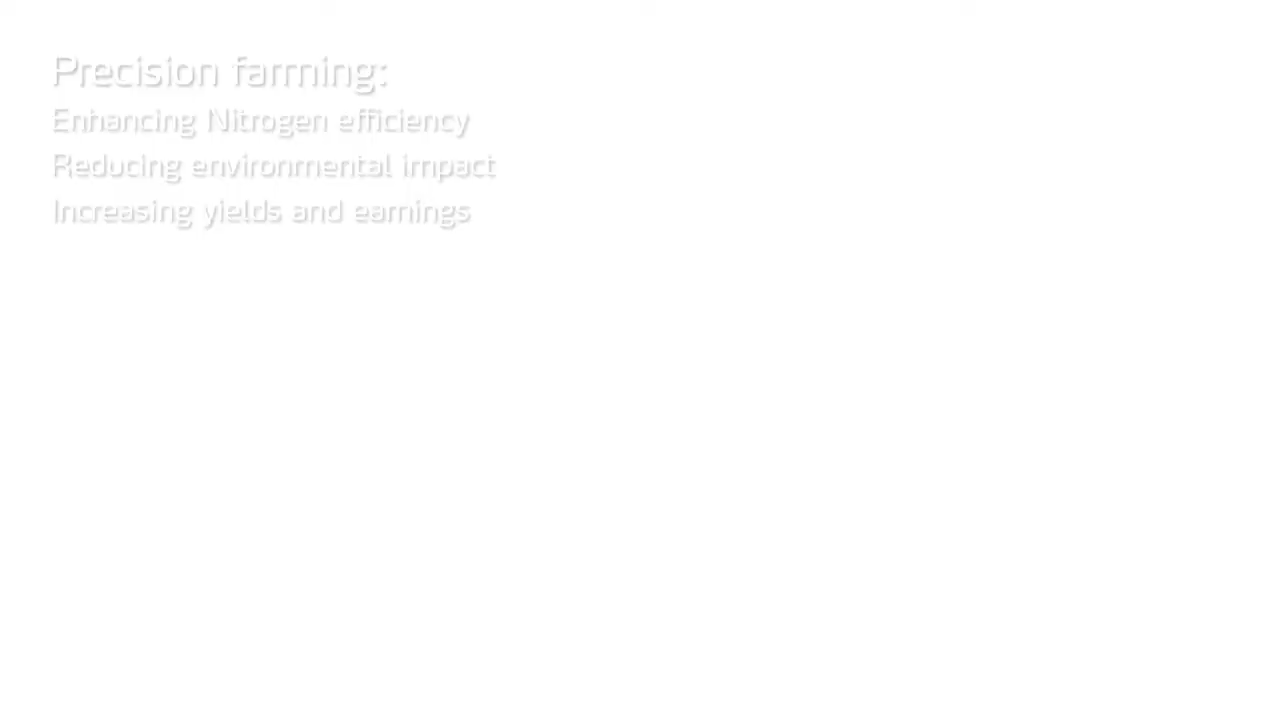 Precision farming:
Enhancing Nitrogen efficiency
Reducing environmental impact
Increasing yields and earnings